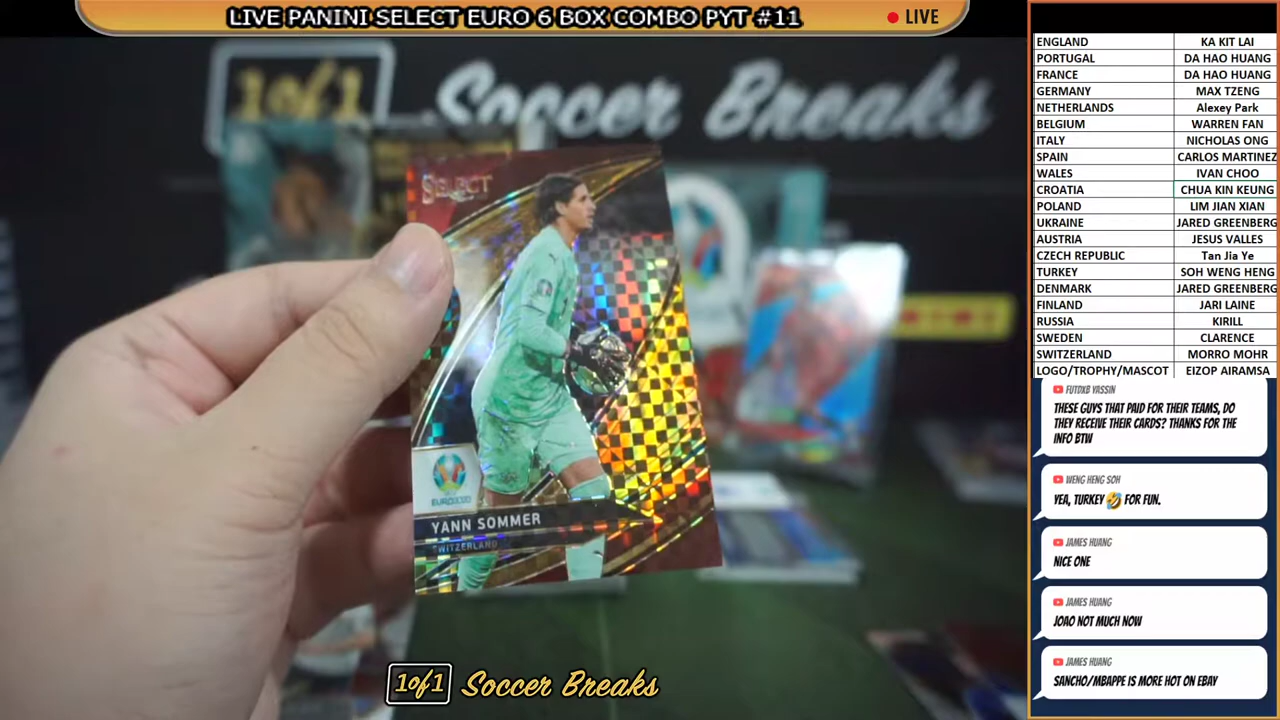 LIVE PANINI SELECT EURO 6 BOX COMBO PYT #11
LIVE
1of1 Soccer Breaks
SELECT
EURO2020
YANN SOMMER
SWITZERLAND
1of1 Soccer Breaks
ENGLAND KA KIT LAI
PORTUGAL DA HAO HUANG
FRANCE DA HAO HUANG
GERMANY MAX TZENG
NETHERLANDS Alexey Park
BELGIUM WARREN FAN
ITALY NICHOLAS ONG
SPAIN CARLOS MARTINEZ
WALES IVAN CHOO
CROATIA CHUA KIN KEUNG
POLAND LIM JIAN XIAN
UKRAINE JARED GREENBERG
AUSTRIA JESUS VALLES
CZECH REPUBLIC Tan Jia Ye
TURKEY SOH WENG HENG
DENMARK JARED GREENBERG
FINLAND JARI LAINE
RUSSIA KIRILL
SWEDEN CLARENCE
SWITZERLAND MORRO MOHR
LOGO/TROPHY/MASCOT EIZOP AIRAMSA
FUTDXB YASSIN
THESE GUYS THAT PAID FOR THEIR TEAMS, DO
THEY RECEIVE THEIR CARDS? THANKS FOR THE
INFO BTW
WENG HENG SOH
YEA, TURKEY 🤣 FOR FUN.
JAMES HUANG
NICE ONE
JAMES HUANG
JOAO NOT MUCH NOW
JAMES HUANG
SANCHO/MBAPPE IS MORE HOT ON EBAY